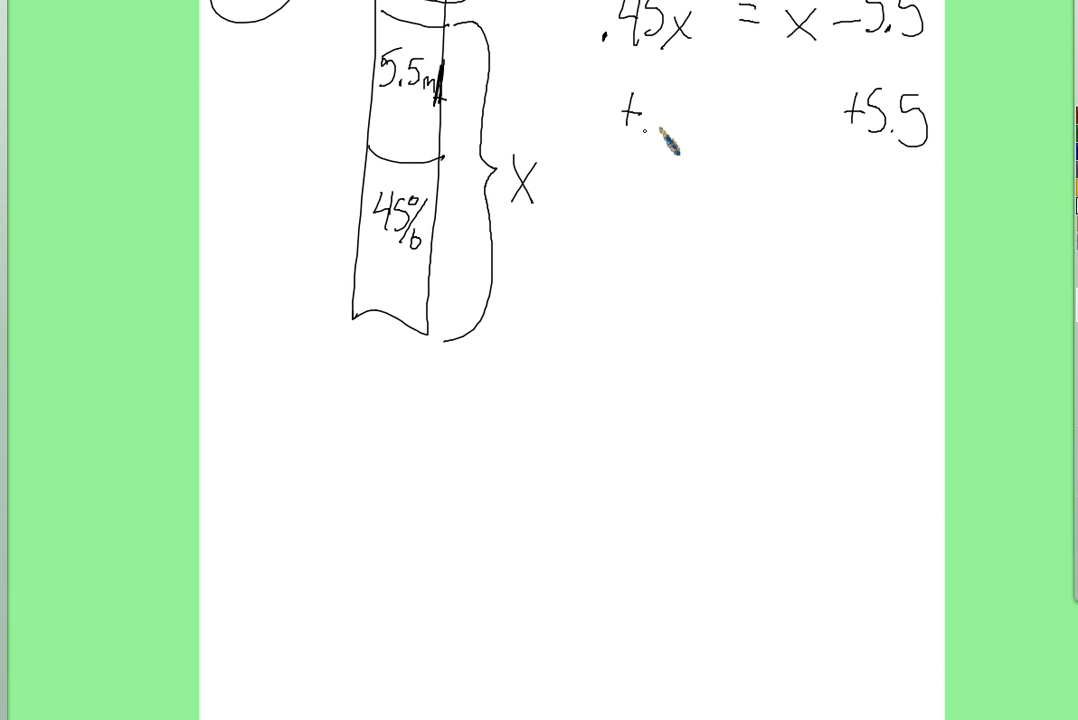 .45x = x - 5.5
5.5m
+. +5.5
x
45%